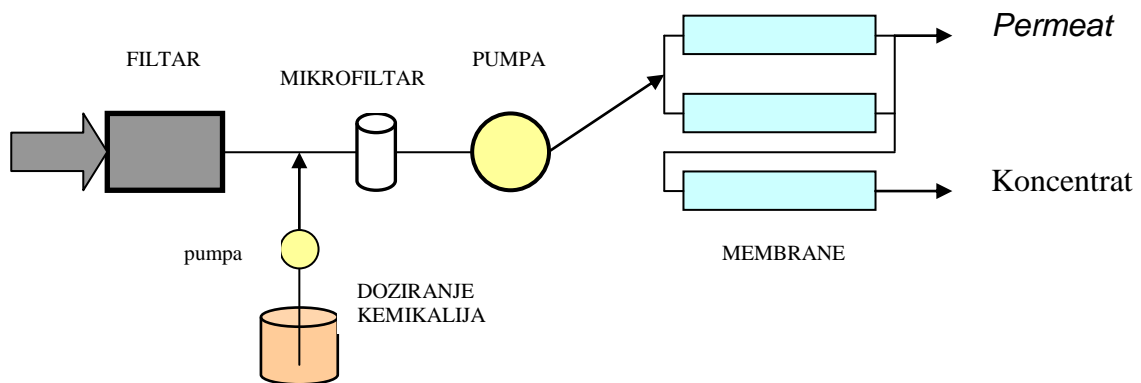 Permeat
FILTAR
PUMPA
MIKROFILTAR
Koncentrat
pumpa
MEMBRANE
DOZIRANJE
KEMIKALIJA